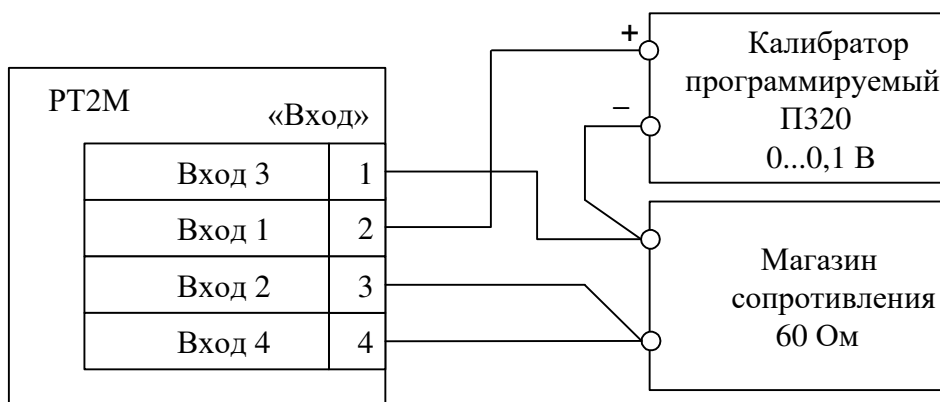 РТ2М
«Вход»
Вход 3 1
Вход 1 2
Вход 2 3
Вход 4 4
+
–
Калибратор
программируемый
П320
0...0,1 В
Магазин
сопротивления
60 Ом